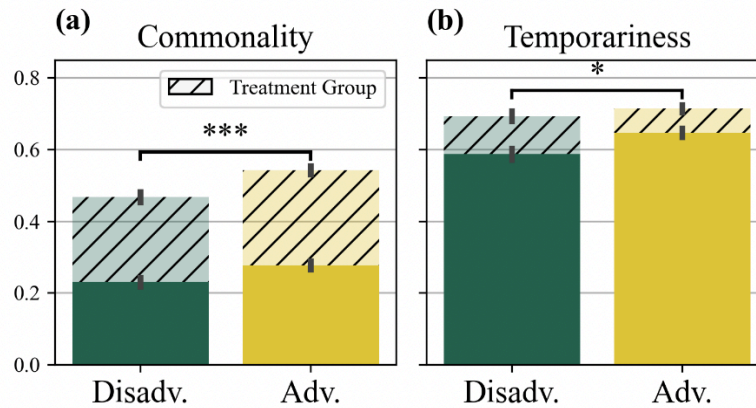 (a)
Commonality
(b)
Temporariness
0.8
0.6
0.4
0.2
0.0
Treatment Group
***
*
Disadv.
Adv.
Disadv.
Adv.